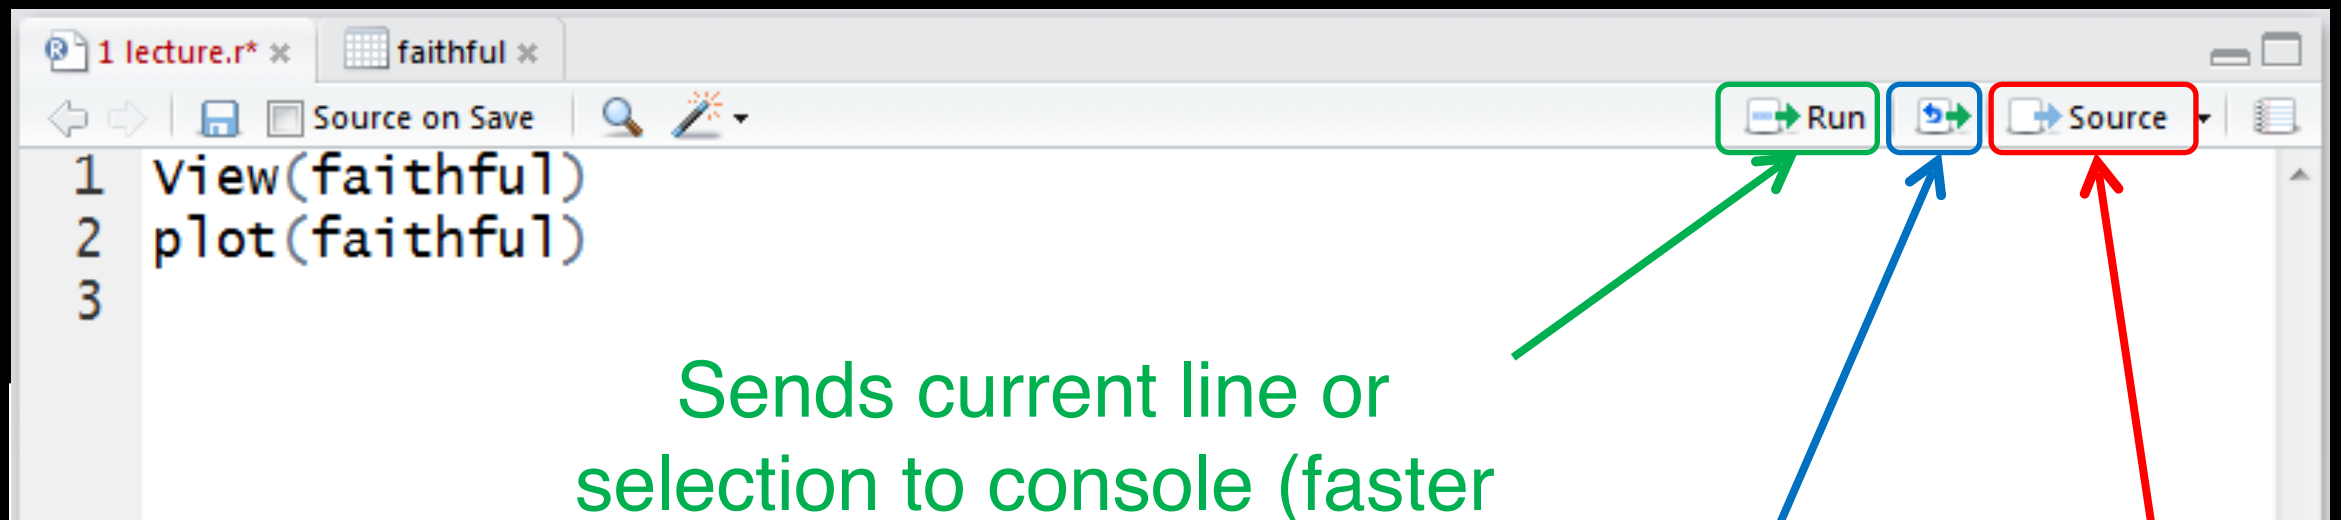 1 lecture.r* faithful
Source on Save Run Source
1 View(faithful)
2 plot(faithful)
3
Sends current line or
selection to console (faster